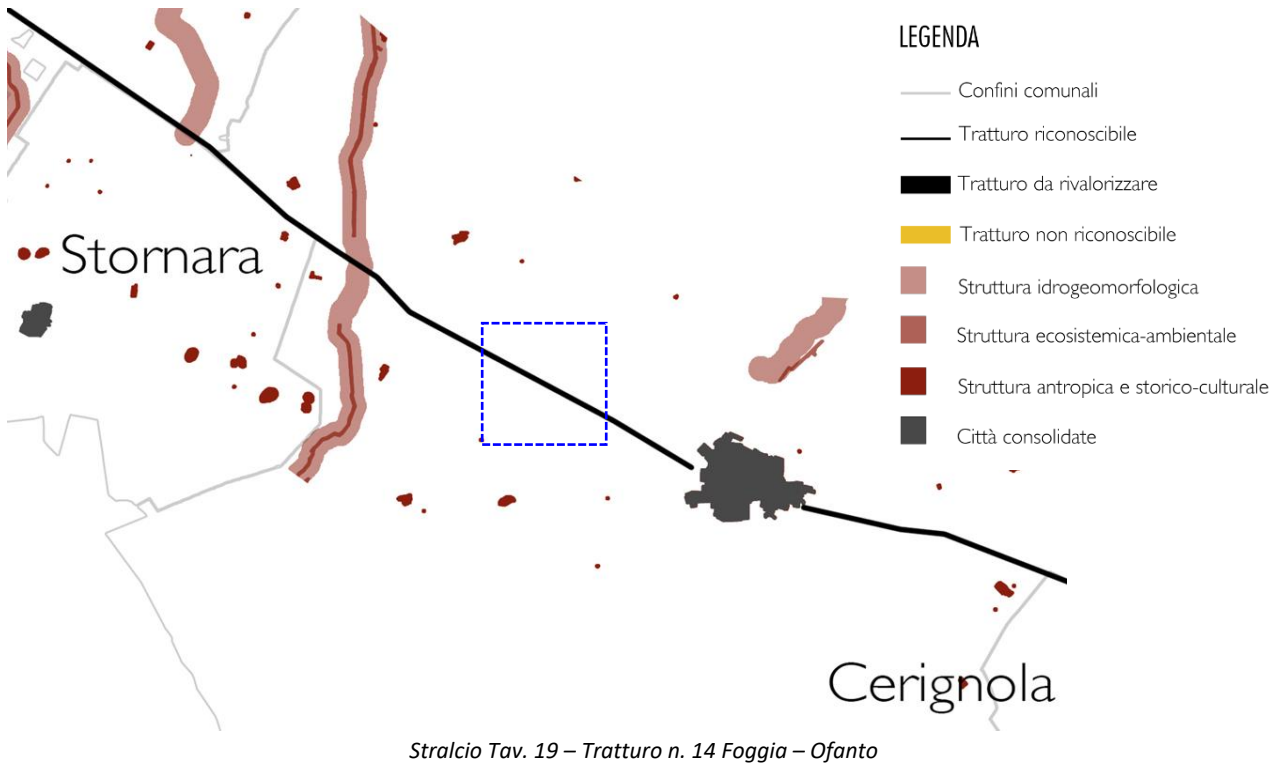 LEGENDA
Confini comunali
Tratturo riconoscibile
Tratturo da rivalorizzare
Tratturo non riconoscibile
Struttura idrogeomorfologica
Struttura ecosistemica-ambientale
Struttura antropica e storico-culturale
Città consolidate
Stornara
Cerignola
Stralcio Tav. 19 – Tratturo n. 14 Foggia – Ofanto